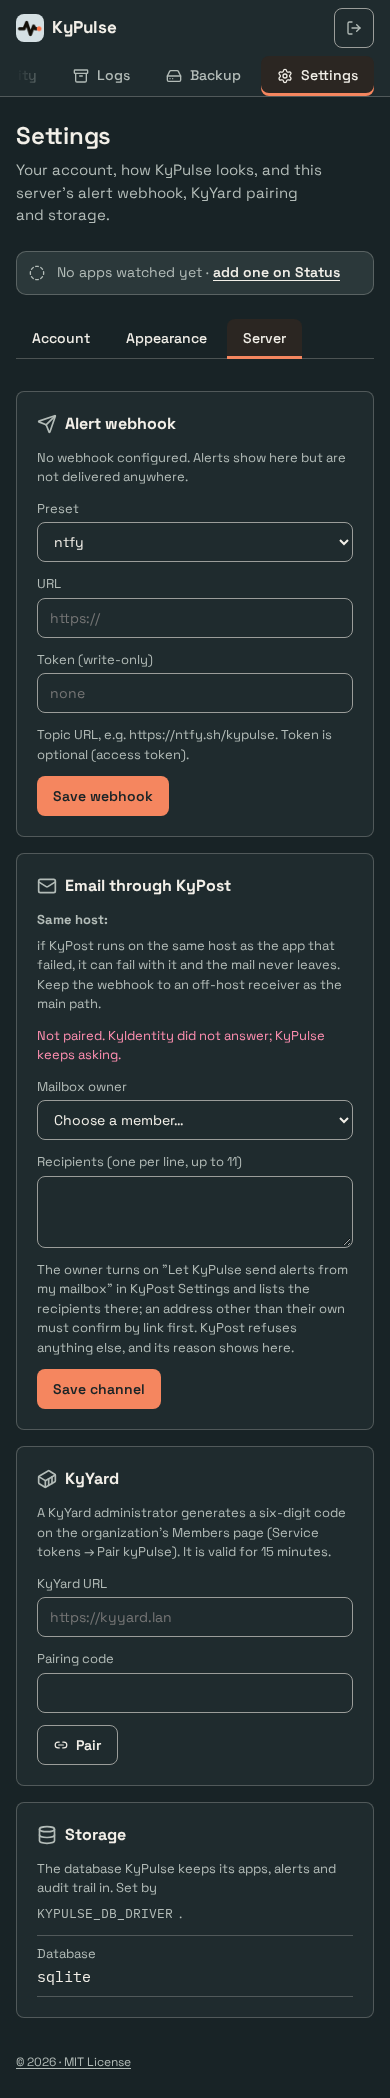 KyPulse
Logs
Backup
Settings
Settings
Your account, how KyPulse looks, and this
server's alert webhook, KyYard pairing
and storage.
No apps watched yet · add one on Status
Account
Appearance
Server
Alert webhook
No webhook configured. Alerts show here but are
not delivered anywhere.
Preset
ntfy
URL
https://
Token (write-only)
none
Topic URL, e.g. https://ntfy.sh/kypulse. Token is
optional (access token).
Save webhook
Email through KyPost
Same host:
if KyPost runs on the same host as the app that
failed, it can fail with it and the mail never leaves.
Keep the webhook to an off-host receiver as the
main path.
Not paired. KyIdentity did not answer; KyPulse
keeps asking.
Mailbox owner
Choose a member…
Recipients (one per line, up to 11)
The owner turns on "Let KyPulse send alerts from
my mailbox" in KyPost Settings and lists the
recipients there; an address other than their own
must confirm by link first. KyPost refuses
anything else, and its reason shows here.
Save channel
KyYard
A KyYard administrator generates a six-digit code
on the organization's Members page (Service
tokens → Pair kyPulse). It is valid for 15 minutes.
KyYard URL
https://kyyard.lan
Pairing code
Pair
Storage
The database KyPulse keeps its apps, alerts and
audit trail in. Set by
KYPULSE_DB_DRIVER .
Database
sqlite
© 2026 · MIT License